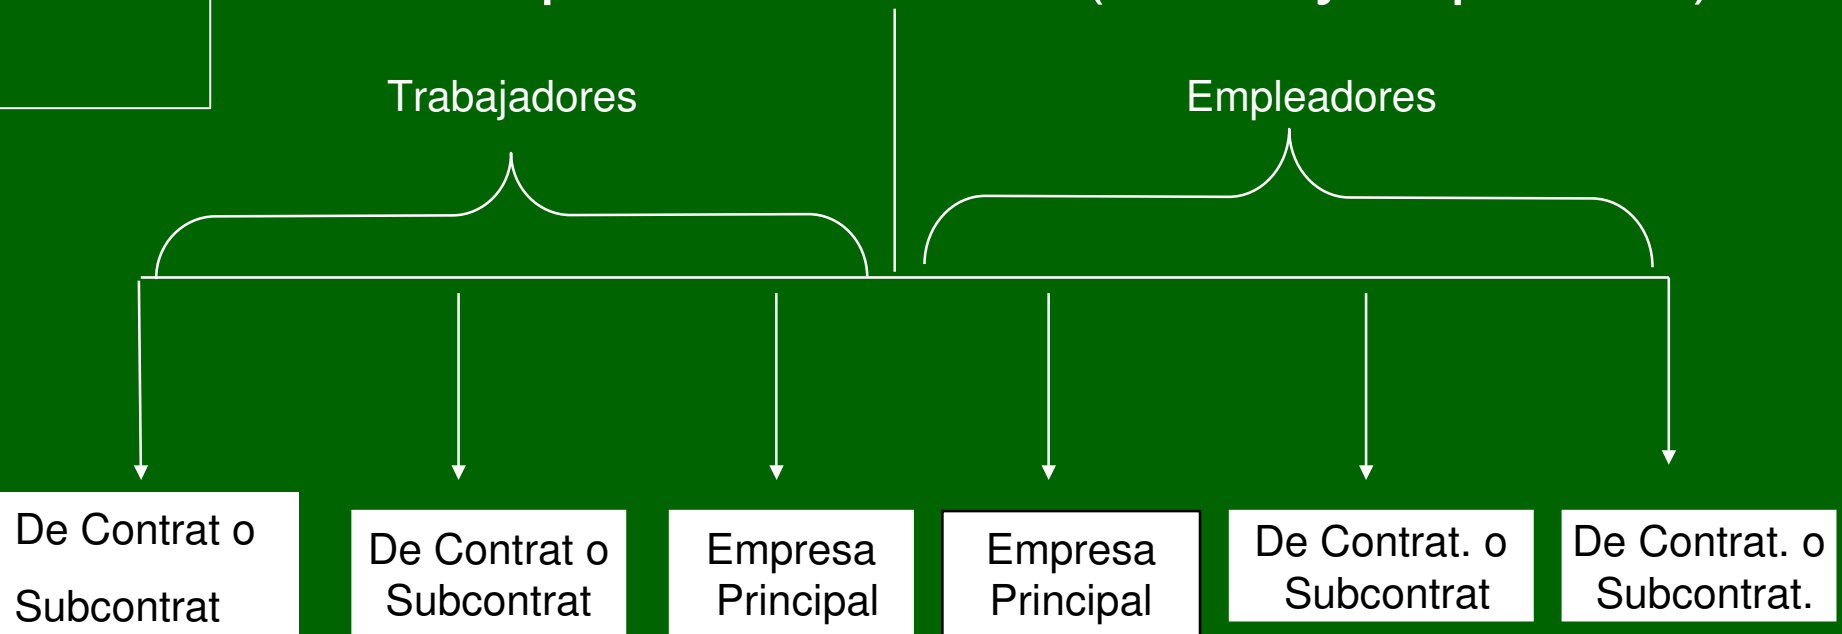 Trabajadores
Empleadores
De Contrat o
Subcontrat
De Contrat o
Subcontrat
Empresa
Principal
Empresa
Principal
De Contrat. o
Subcontrat
De Contrat. o
Subcontrat.